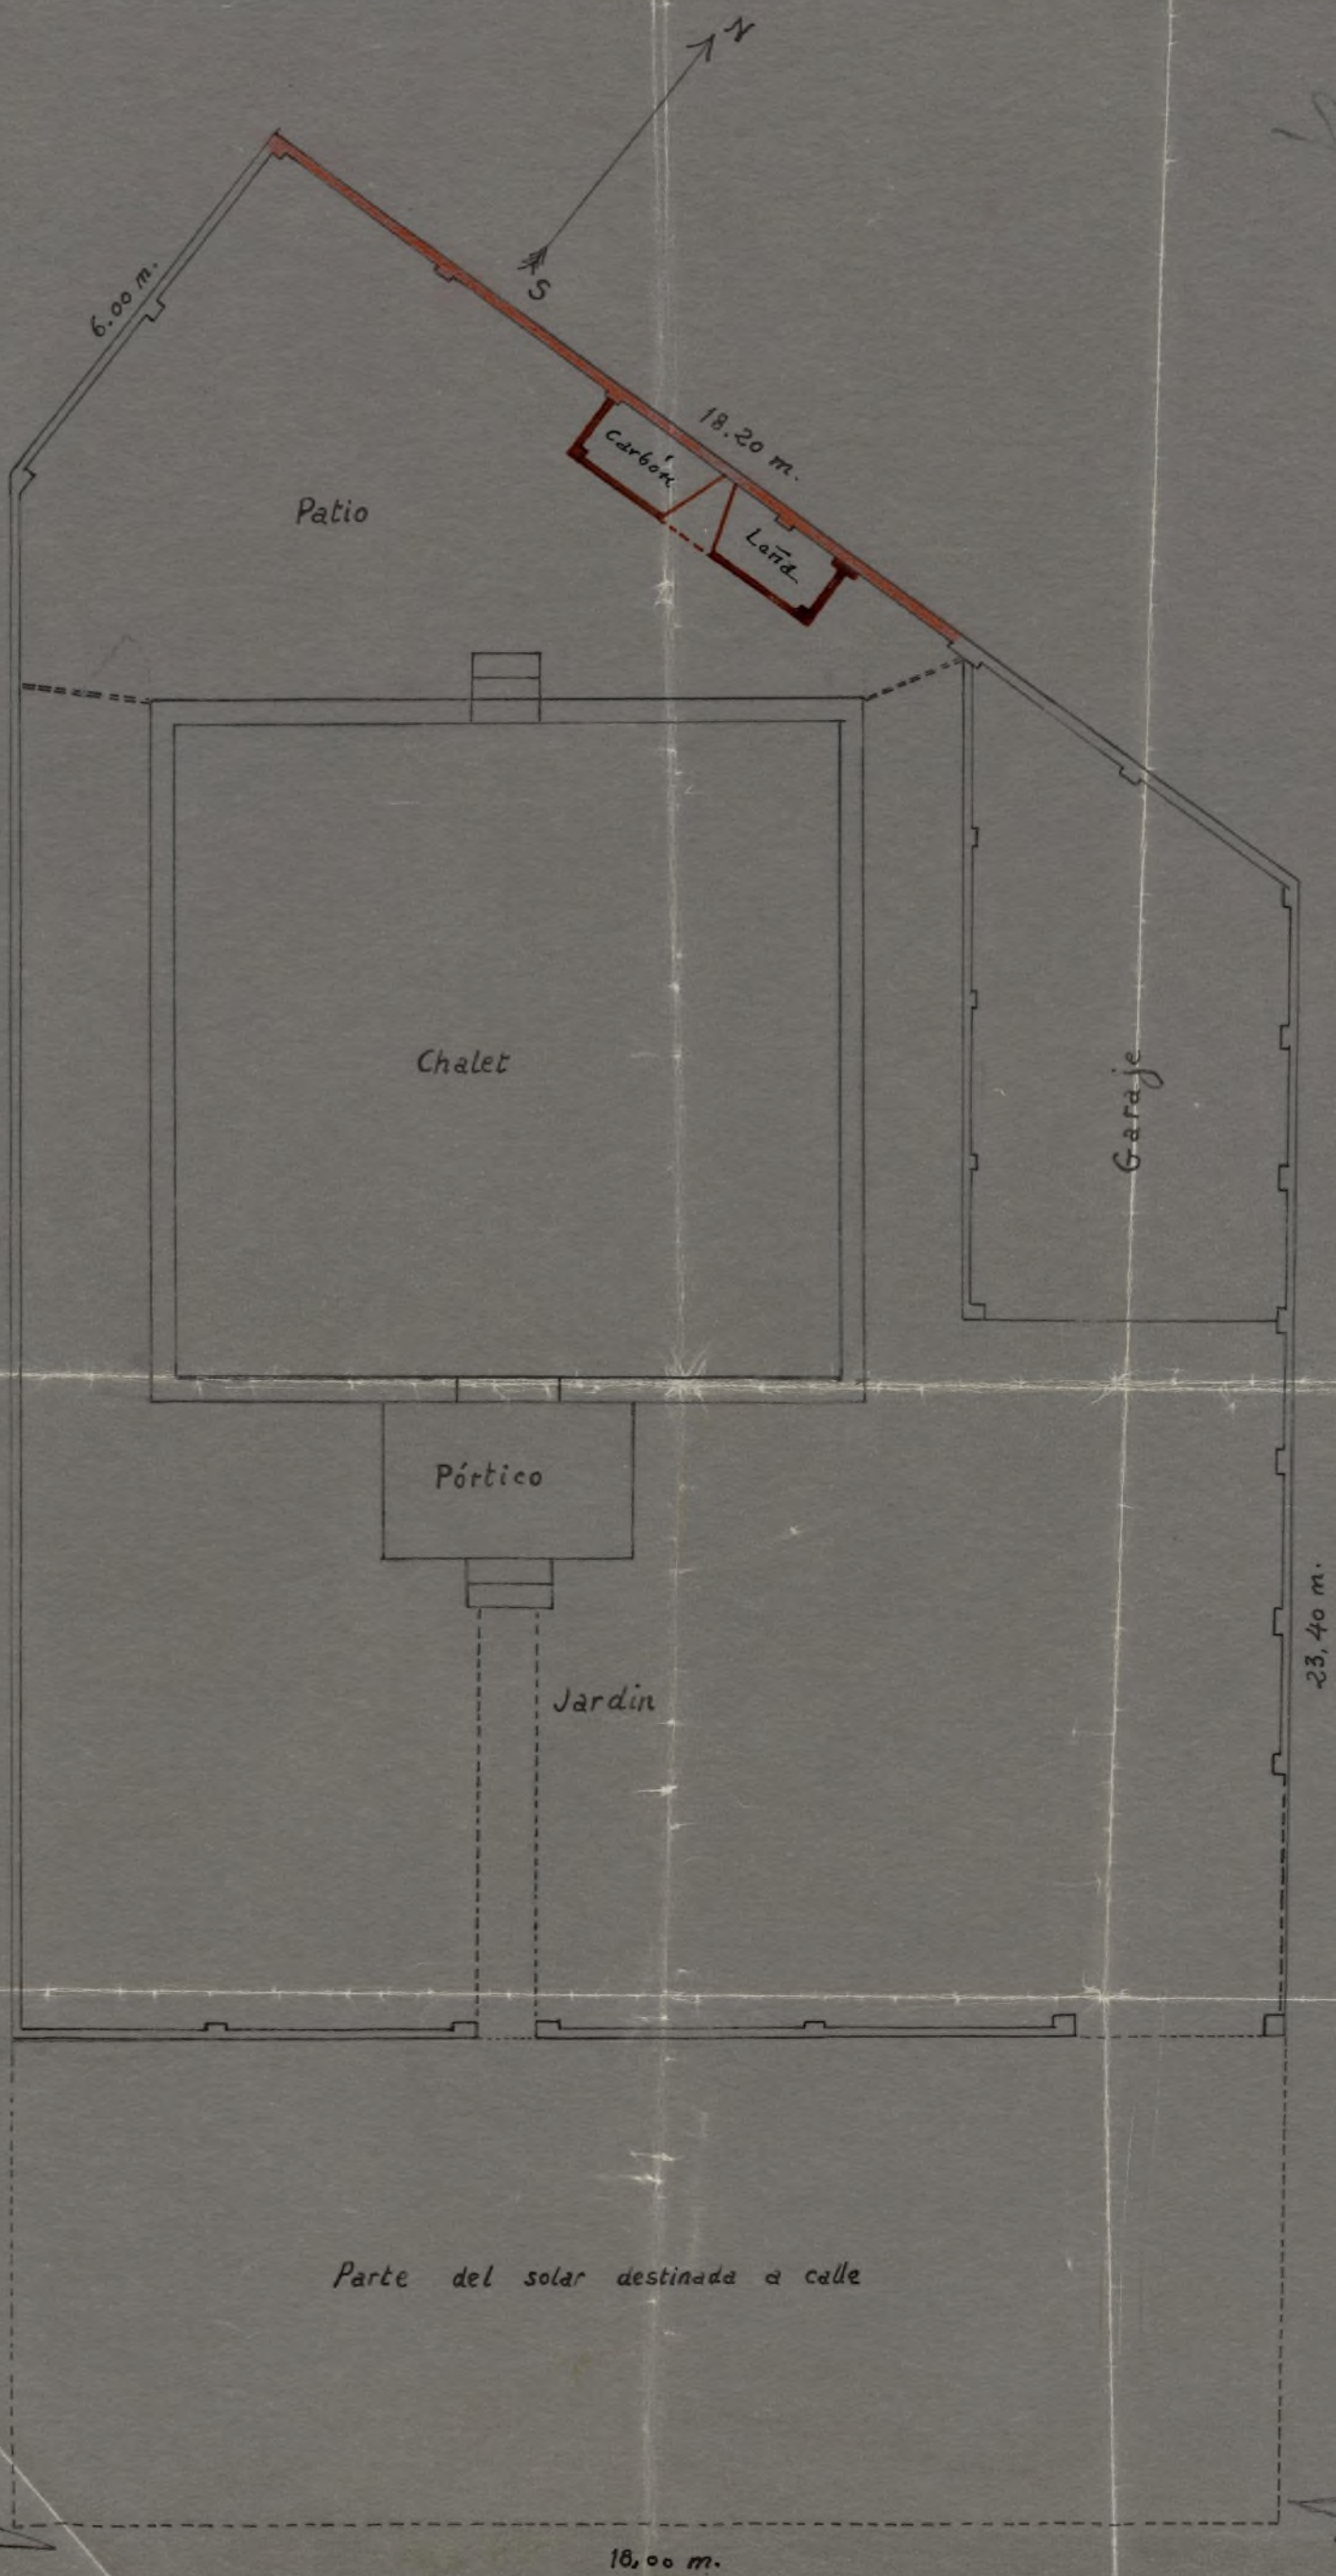 N
S
6.00 m.
18.20 m.
Carbón
Leña
Patio
Chalet
Garaje
Pórtico
Jardín
23,40 m.
Parte del solar destinada a calle
18,00 m.